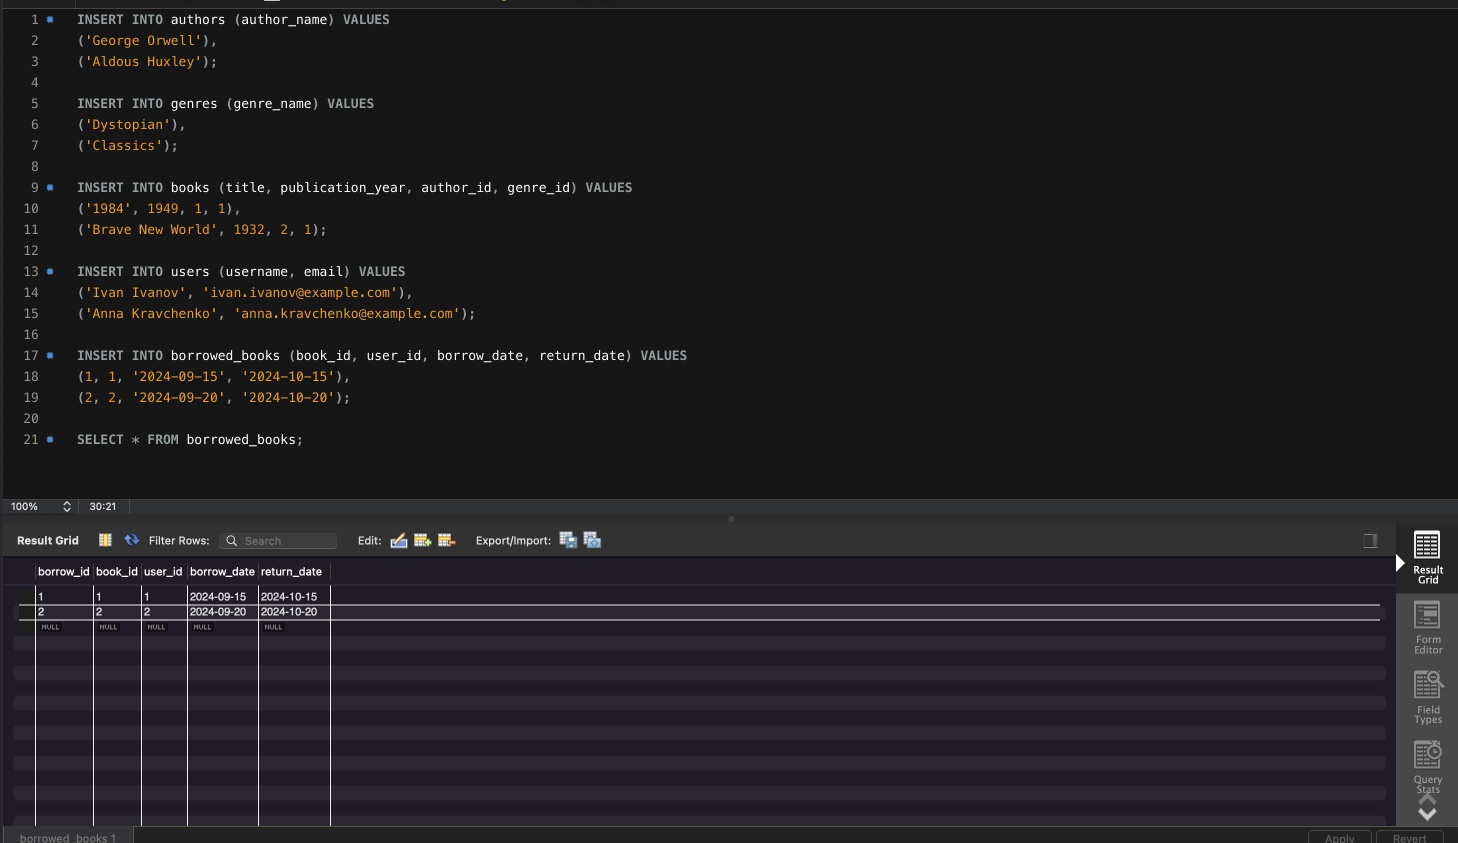 1 INSERT INTO authors (author_name) VALUES
2 ('George Orwell'),
3 ('Aldous Huxley');
4
5 INSERT INTO genres (genre_name) VALUES
6 ('Dystopian'),
7 ('Classics');
8
9 INSERT INTO books (title, publication_year, author_id, genre_id) VALUES
10 ('1984', 1949, 1, 1),
11 ('Brave New World', 1932, 2, 1);
12
13 INSERT INTO users (username, email) VALUES
14 ('Ivan Ivanov', 'ivan.ivanov@example.com'),
15 ('Anna Kravchenko', 'anna.kravchenko@example.com');
16
17 INSERT INTO borrowed_books (book_id, user_id, borrow_date, return_date) VALUES
18 (1, 1, '2024-09-15', '2024-10-15'),
19 (2, 2, '2024-09-20', '2024-10-20');
20
21 SELECT * FROM borrowed_books;
100% 30:21
Result Grid Filter Rows: Search Edit: Export/Import:
borrow_id book_id user_id borrow_date return_date
1 1 1 2024-09-15 2024-10-15
2 2 2 2024-09-20 2024-10-20
NULL NULL NULL NULL NULL
Result
Grid
Form
Editor
Field
Types
Query
Stats
borrowed_books 1 Apply Revert